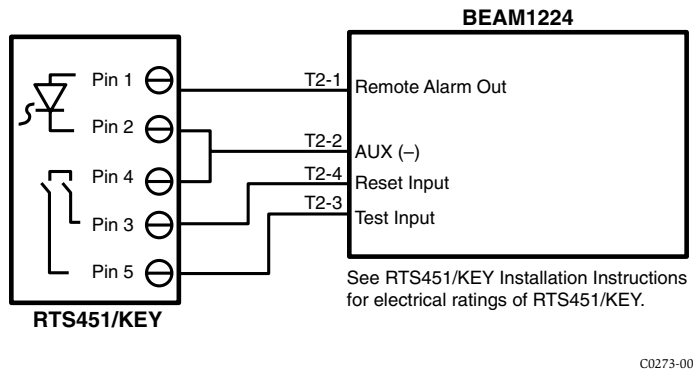 BEAM1224
Pin 1
T2-1
Remote Alarm Out
Pin 2
T2-2
AUX (–)
Pin 4
T2-4
Reset Input
Pin 3
T2-3
Test Input
Pin 5
RTS451/KEY
See RTS451/KEY Installation Instructions
for electrical ratings of RTS451/KEY.
C0273-00